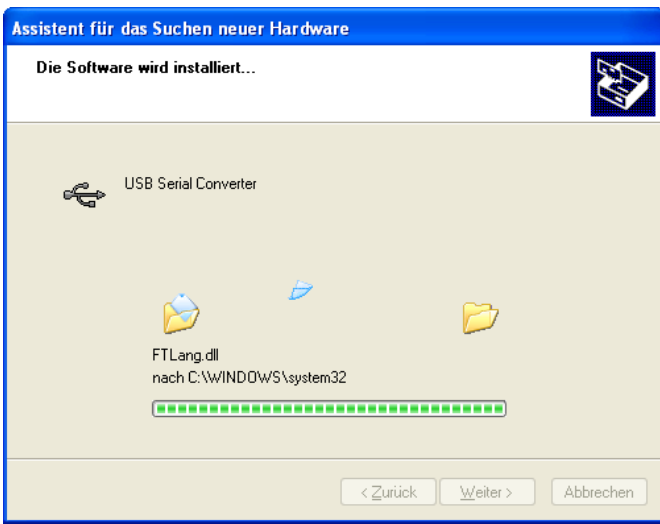 Assistent für das Suchen neuer Hardware
Die Software wird installiert...
USB Serial Converter
FTLang.dll
nach C:\WINDOWS\system32
< Zurück Weiter > Abbrechen